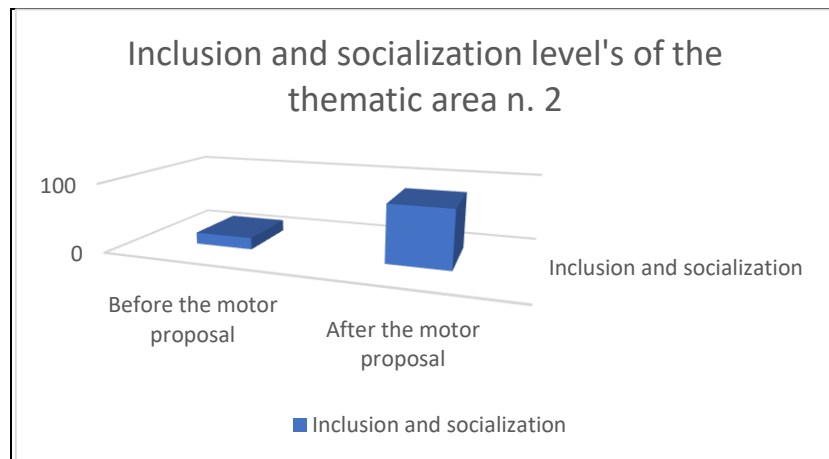 Inclusion and socialization level's of the
thematic area n. 2
100
0
Inclusion and socialization
Before the motor
proposal
After the motor
proposal
Inclusion and socialization